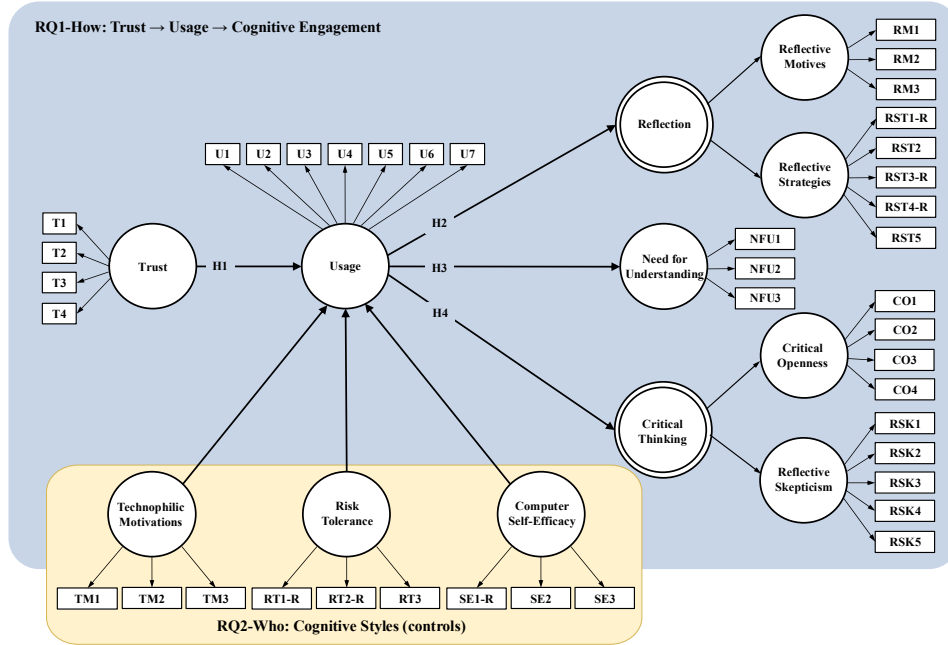 RQ1-How: Trust → Usage → Cognitive Engagement
RM1
RM2
RM3
Reflective
Motives
Reflection
RST1-R
RST2
RST3-R
RST4-R
RST5
Reflective
Strategies
U1
U2
U3
U4
U5
U6
U7
T1
T2
T3
T4
Trust
H1
Usage
H2
H3
H4
Need for
Understanding
NFU1
NFU2
NFU3
CO1
CO2
CO3
CO4
Critical
Openness
Critical
Thinking
RSK1
RSK2
RSK3
RSK4
RSK5
Reflective
Skepticism
Technophilic
Motivations
Risk
Tolerance
Computer
Self-Efficacy
TM1
TM2
TM3
RT1-R
RT2-R
RT3
SE1-R
SE2
SE3
RQ2-Who: Cognitive Styles (controls)